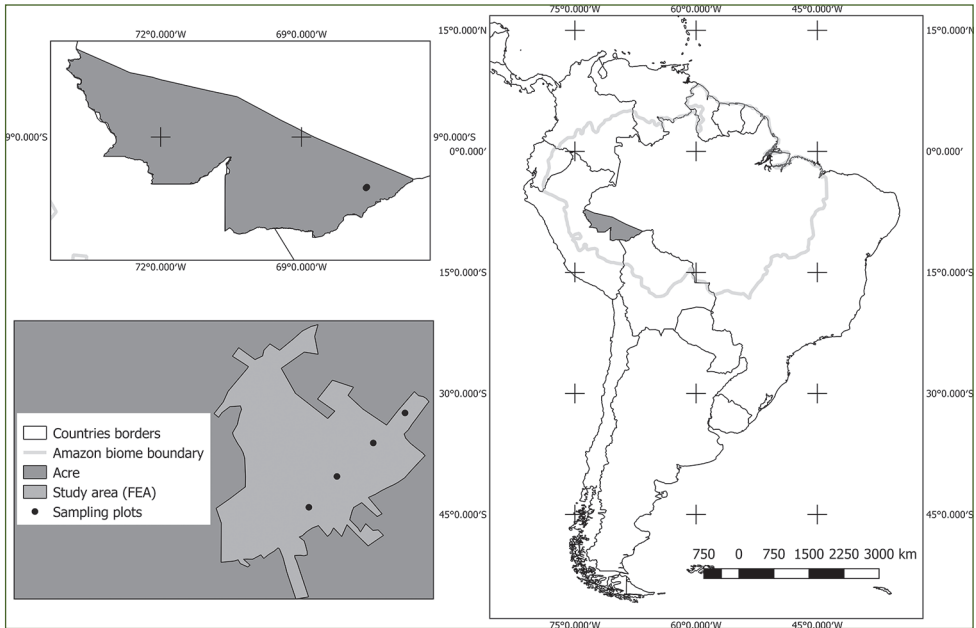 72°0.000'W 69°0.000'W
9°0.000'S 9°0.000'S
72°0.000'W 69°0.000'W
Countries borders
Amazon biome boundary
Acre
Study area (FEA)
Sampling plots
75°0.000'W 60°0.000'W 45°0.000'W
15°0.000'N 15°0.000'N
0°0.000' 0°0.000'
15°0.000'S 15°0.000'S
30°0.000'S 30°0.000'S
45°0.000'S 45°0.000'S
750 0 750 1500 2250 3000 km
75°0.000'W 60°0.000'W 45°0.000'W